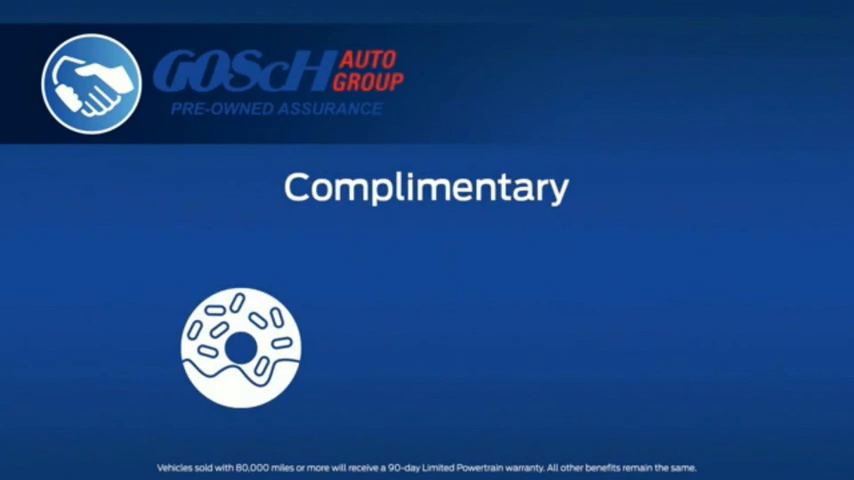 GOScH AUTO
GROUP
PRE-OWNED ASSURANCE
Complimentary
Vehicles sold with 80,000 miles or more will receive a 90-day Limited Powertrain warranty. All other benefits remain the same.